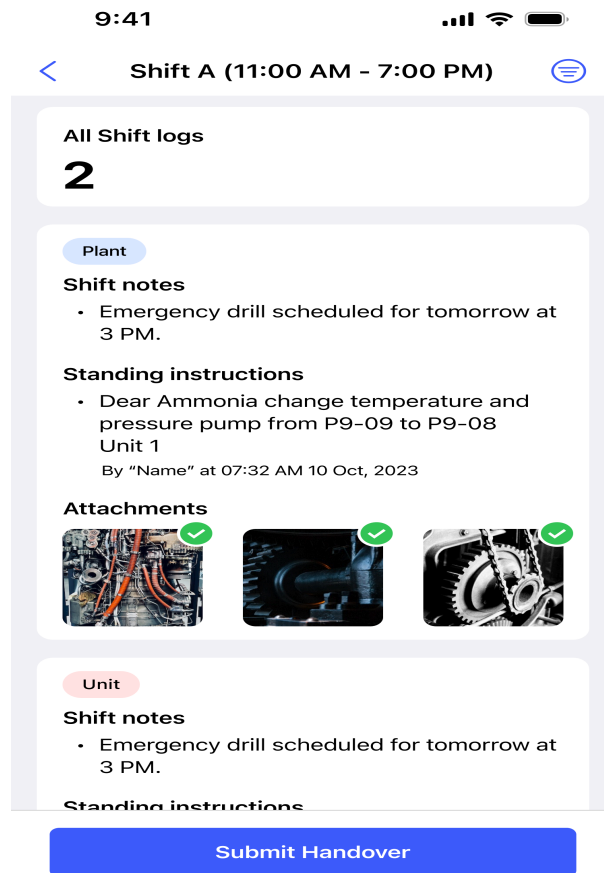 9:41
Shift A (11:00 AM - 7:00 PM)
All Shift logs
2
Plant
Shift notes
• Emergency drill scheduled for tomorrow at
3 PM.
Standing instructions
• Dear Ammonia change temperature and
pressure pump from P9-09 to P9-08
Unit 1
By “Name” at 07:32 AM 10 Oct, 2023
Attachments
Unit
Shift notes
• Emergency drill scheduled for tomorrow at
3 PM.
Standing instructions
Submit Handover